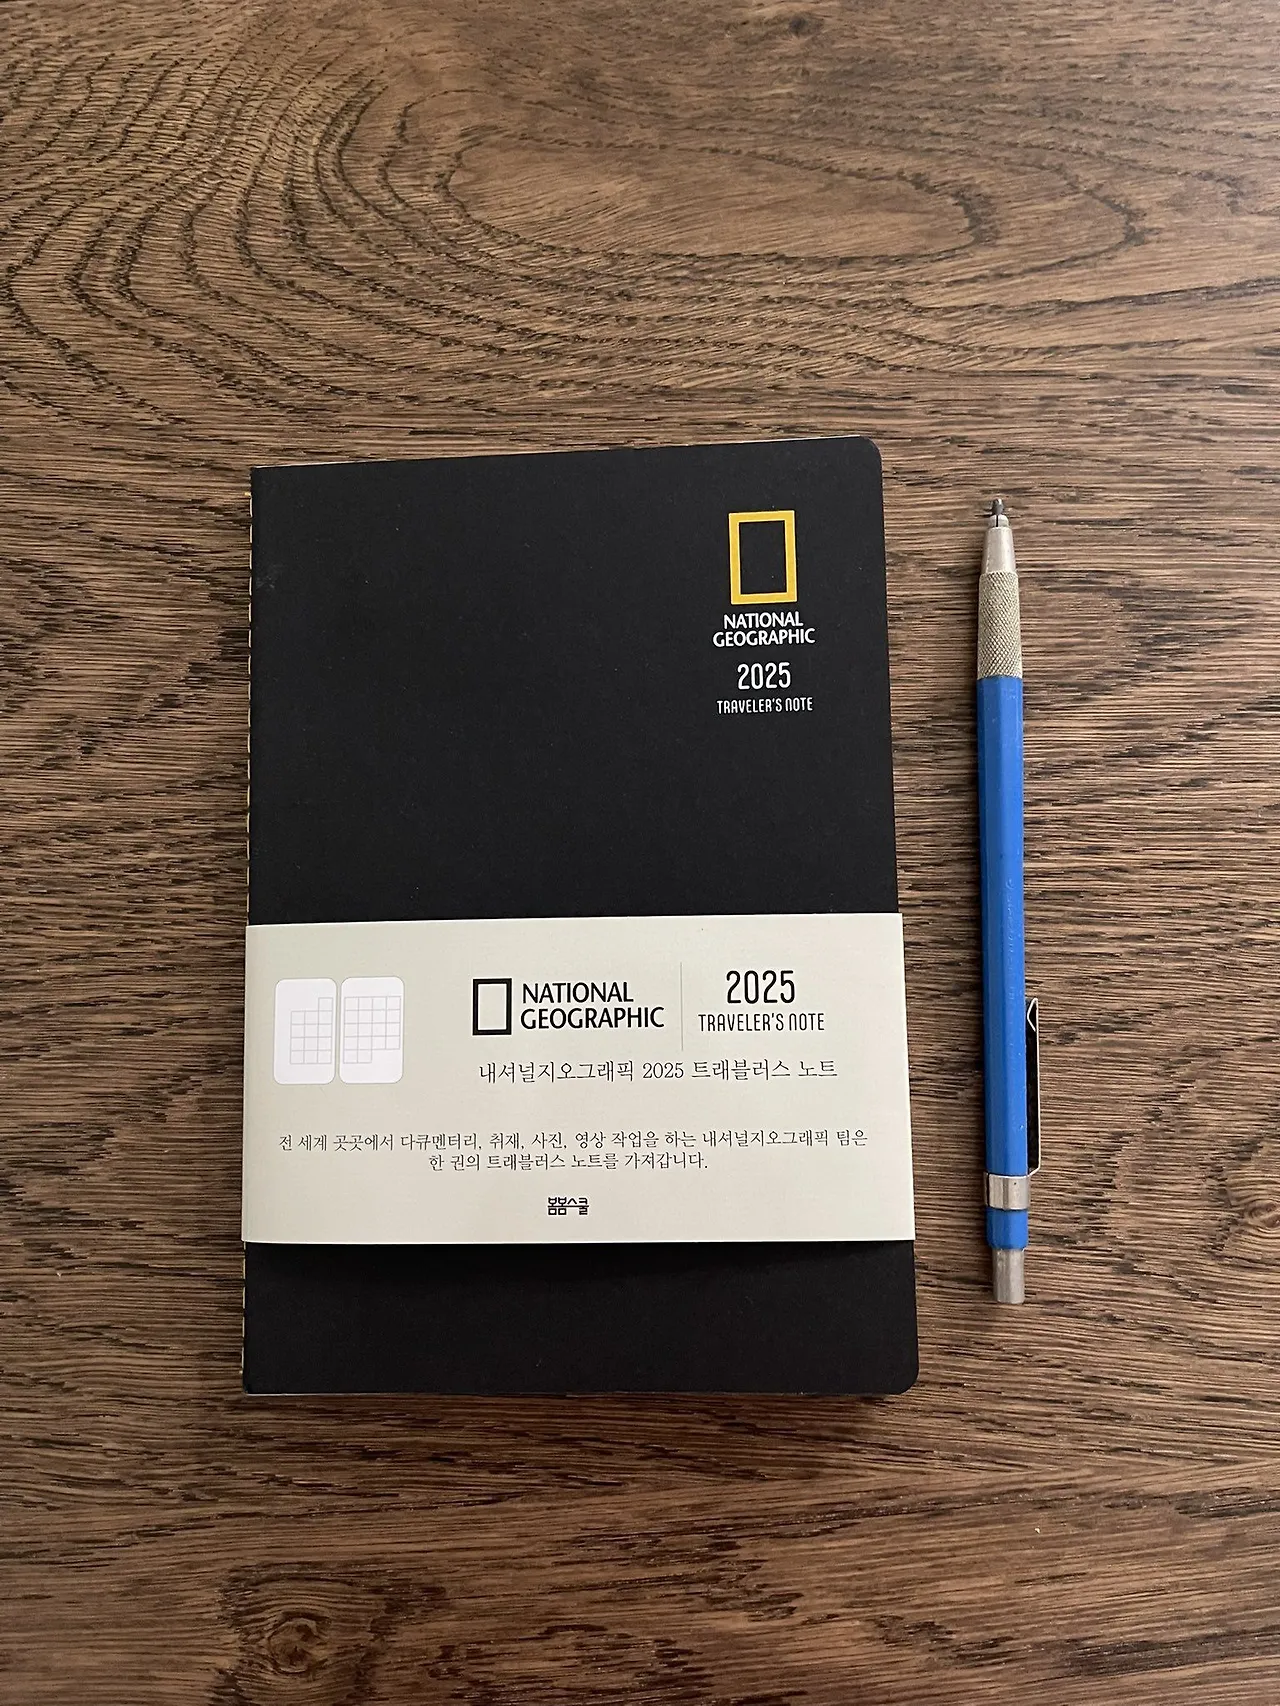 NATIONAL
GEOGRAPHIC
2025
TRAVELER'S NOTE
NATIONAL
GEOGRAPHIC
2025
TRAVELER'S NOTE
내셔널지오그래픽 2025 트래블러스 노트
전 세계 곳곳에서 다큐멘터리, 취재, 사진, 영상 작업을 하는 내셔널지오그래픽 팀은
한 권의 트래블러스 노트를 가져갑니다.
봄봄스쿨